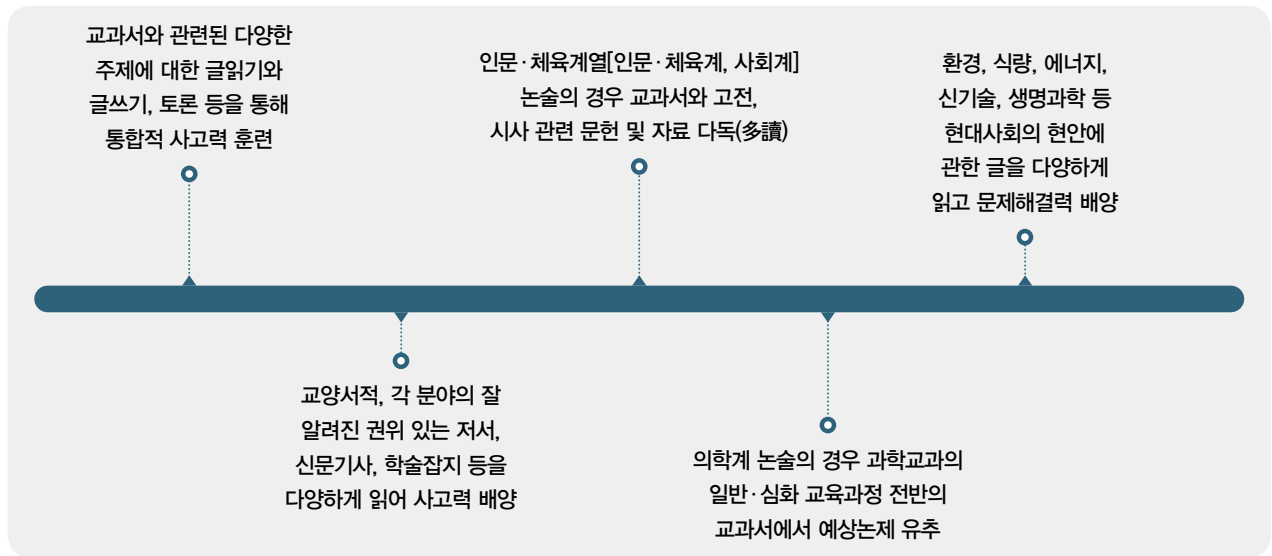 교과서와 관련된 다양한
주제에 대한 글읽기와
글쓰기, 토론 등을 통해
통합적 사고력 훈련
교양서적, 각 분야의 잘
알려진 권위 있는 저서,
신문기사, 학술잡지 등을
다양하게 읽어 사고력 배양
인문·체육계열[인문·체육계, 사회계]
논술의 경우 교과서와 고전,
시사 관련 문헌 및 자료 다독(多讀)
의학계 논술의 경우 과학교과의
일반·심화 교육과정 전반의
교과서에서 예상논제 유추
환경, 식량, 에너지,
신기술, 생명과학 등
현대사회의 현안에
관한 글을 다양하게
읽고 문제해결력 배양